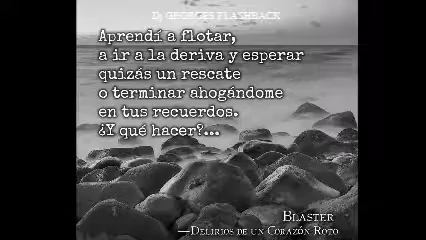 Dj GEORGES FLASHBACK
Aprendí a flotar,
a ir a la deriva y esperar
quizás un rescate
o terminar ahogándome
en tus recuerdos.
¿Y qué hacer?...
Blaster
—Delirios de un Corazón Roto